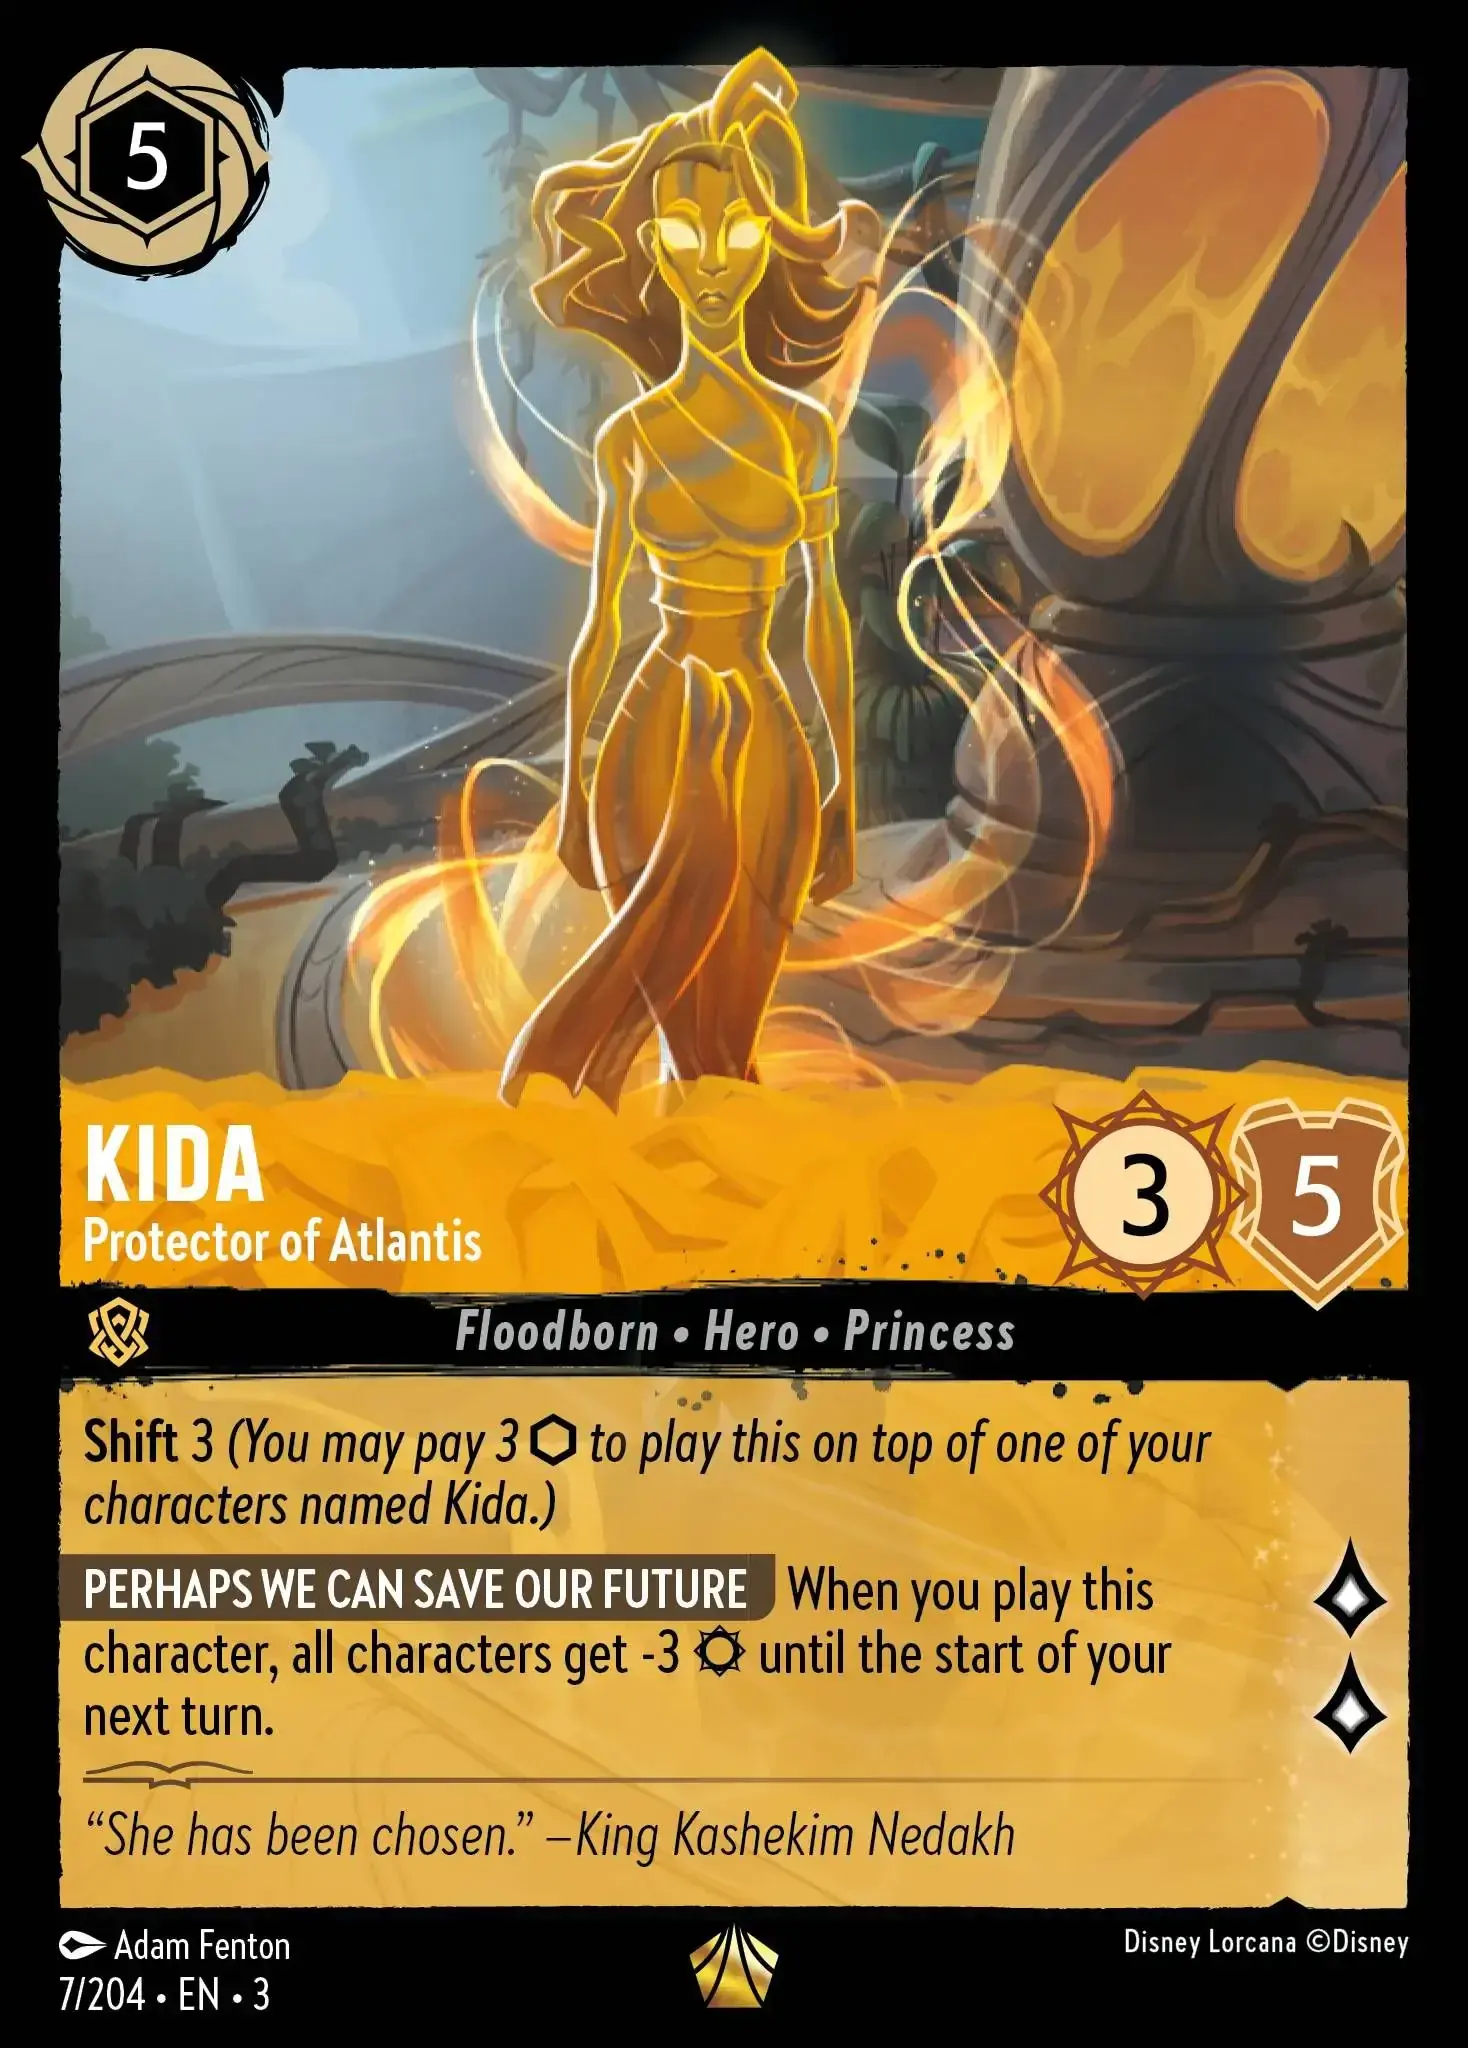 5
KIDA
Protector of Atlantis
3
5
Floodborn • Hero • Princess
Shift 3 (You may pay 3 ⬡ to play this on top of one of your
characters named Kida.)
PERHAPS WE CAN SAVE OUR FUTURE When you play this
character, all characters get -3 ¤ until the start of your
next turn.
“She has been chosen.” –King Kashekim Nedakh
Adam Fenton
Disney Lorcana ©Disney
7/204 • EN • 3